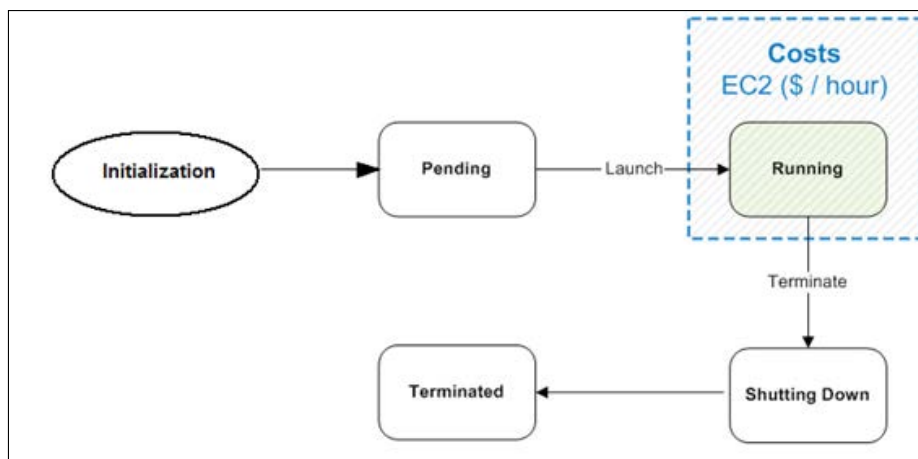 Costs
EC2 ($ / hour)
Initialization
Pending
Launch
Running
Terminate
Terminated
Shutting Down